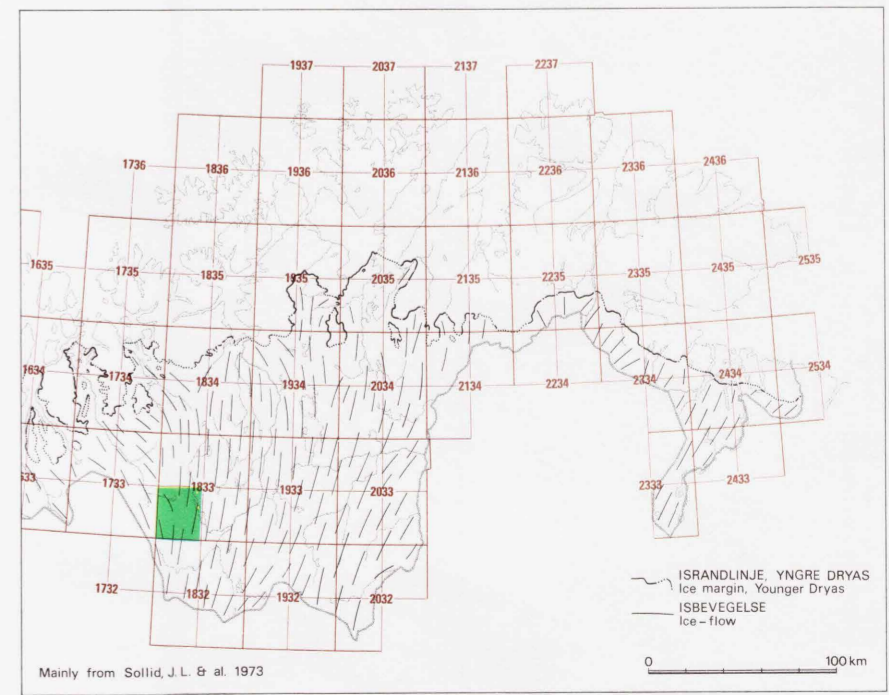 1937 2037 2137 2237
1736 1836 1936 2036 2136 2236 2336 2436
1635 1735 1835 1935 2035 2135 2235 2335 2435 2535
1634 1735 1834 1934 2034 2134 2234 2334 2434 2534
1733 1833 1933 2033 2333 2433
1732 1832 1932 2032
ISRANDLINJE, YNGRE DRYAS
Ice margin, Younger Dryas
ISBEVEGELSE
Ice-flow
0 100 km
Mainly from Sollid, J. L. & al. 1973